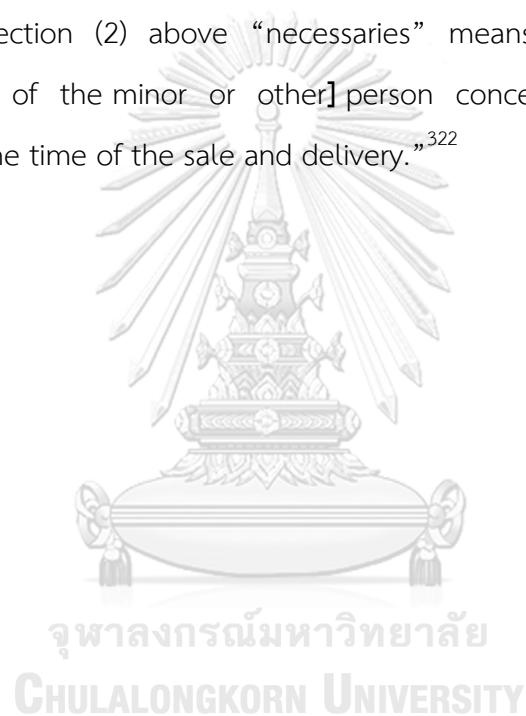 ection (2) above “necessaries” means
of the minor or other] person conce
ne time of the sale and delivery.”322
จุฬาลงกรณ์มหาวิทยาลัย
CHULALONGKORN UNIVERSITY